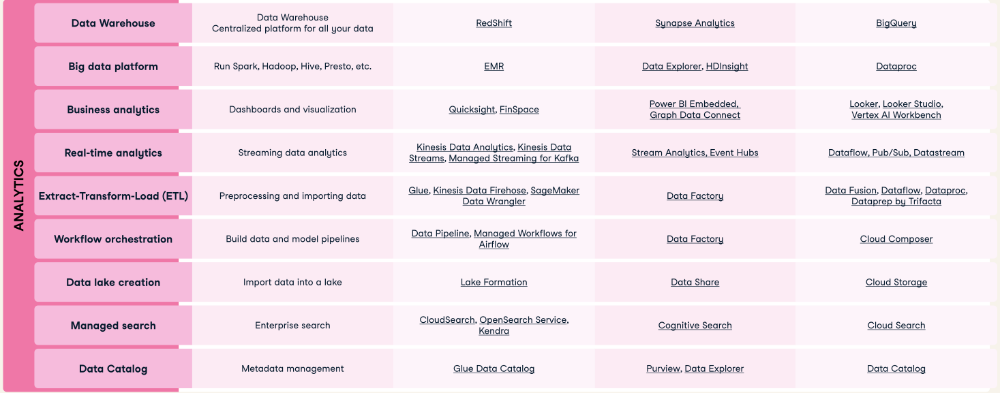 ANALYTICS
Data Warehouse
Data Warehouse
Centralized platform for all your data
RedShift
Synapse Analytics
BigQuery
Big data platform
Run Spark, Hadoop, Hive, Presto, etc.
EMR
Data Explorer, HDInsight
Dataproc
Business analytics
Dashboards and visualization
Quicksight, FinSpace
Power BI Embedded,
Graph Data Connect
Looker, Looker Studio,
Vertex AI Workbench
Real-time analytics
Streaming data analytics
Kinesis Data Analytics, Kinesis Data
Streams, Managed Streaming for Kafka
Stream Analytics, Event Hubs
Dataflow, Pub/Sub, Datastream
Extract-Transform-Load (ETL)
Preprocessing and importing data
Glue, Kinesis Data Firehose, SageMaker
Data Wrangler
Data Factory
Data Fusion, Dataflow, Dataproc,
Dataprep by Trifacta
Workflow orchestration
Build data and model pipelines
Data Pipeline, Managed Workflows for
Airflow
Data Factory
Cloud Composer
Data lake creation
Import data into a lake
Lake Formation
Data Share
Cloud Storage
Managed search
Enterprise search
CloudSearch, OpenSearch Service,
Kendra
Cognitive Search
Cloud Search
Data Catalog
Metadata management
Glue Data Catalog
Purview, Data Explorer
Data Catalog